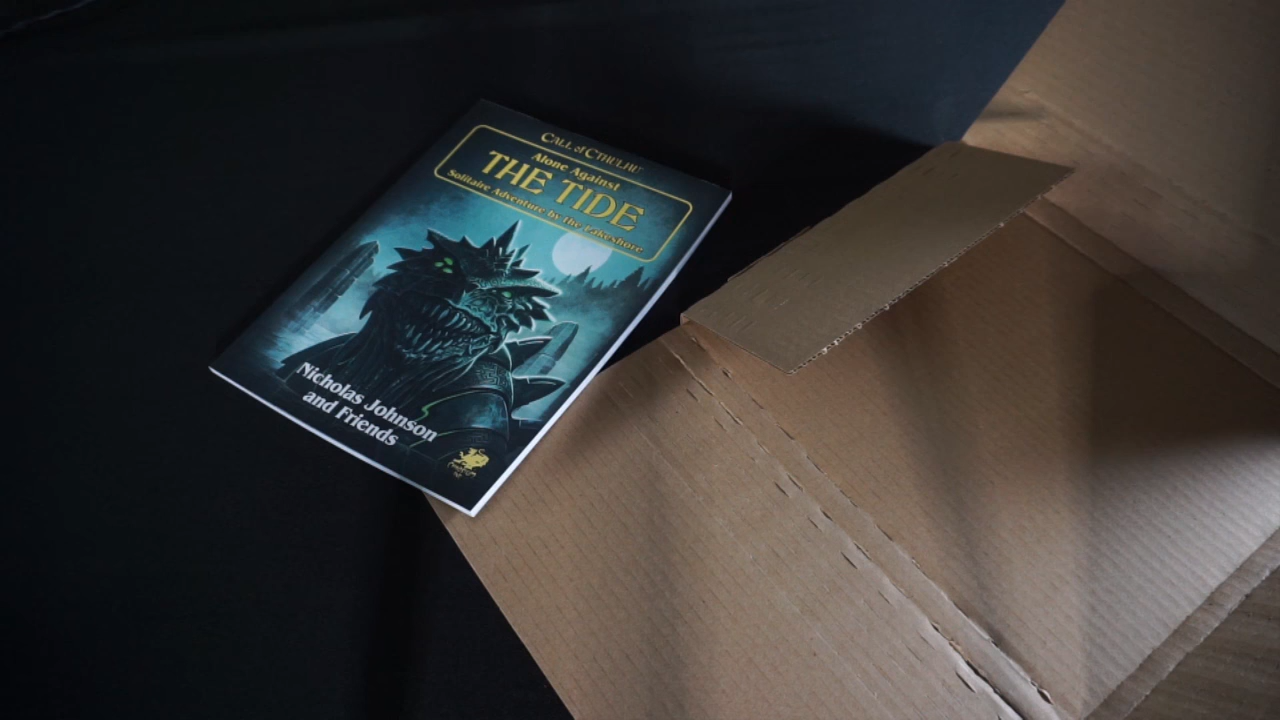 CALL of CTHULHU
Alone Against
THE TIDE
Solitaire Adventure by the Lakeshore
Nicholas Johnson
and Friends